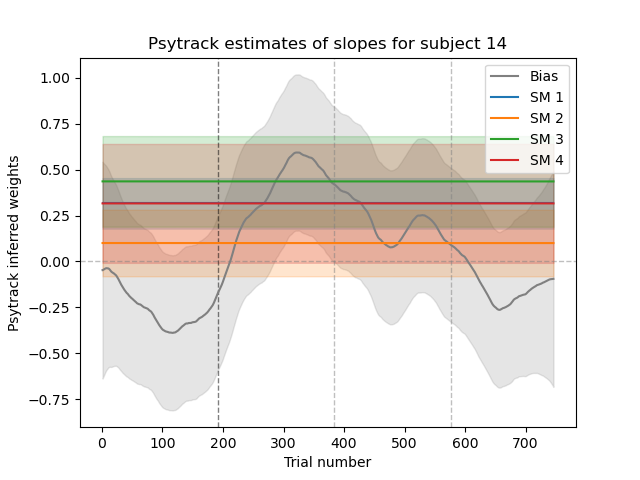 Psytrack estimates of slopes for subject 14
Psytrack inferred weights
1.00
0.75
0.50
0.25
0.00
−0.25
−0.50
−0.75
Bias
SM 1
SM 2
SM 3
SM 4
0 100 200 300 400 500 600 700
Trial number